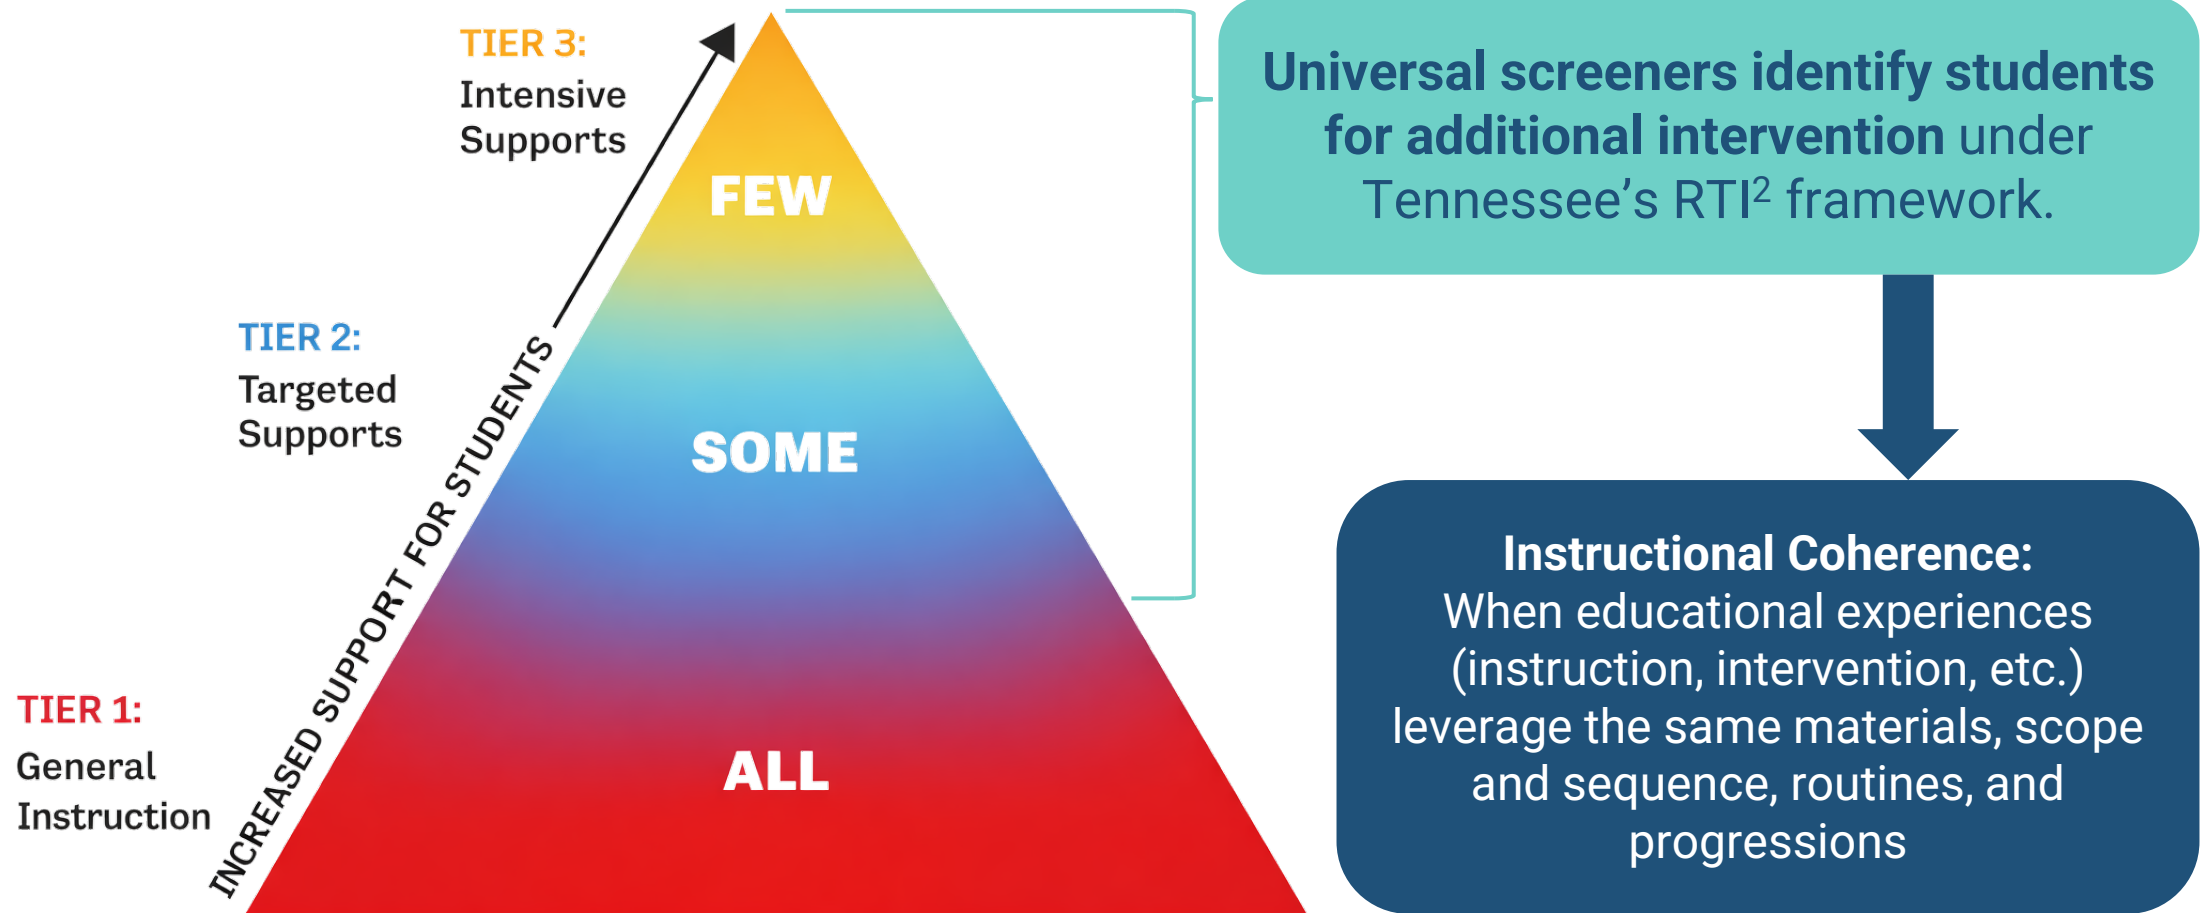 TIER 3:
Intensive
Supports
FEW
TIER 2:
Targeted
Supports
SOME
TIER 1:
General
Instruction
ALL
INCREASED SUPPORT FOR STUDENTS
Universal screeners identify students
for additional intervention under
Tennessee’s RTI² framework.
Instructional Coherence:
When educational experiences
(instruction, intervention, etc.)
leverage the same materials, scope
and sequence, routines, and
progressions